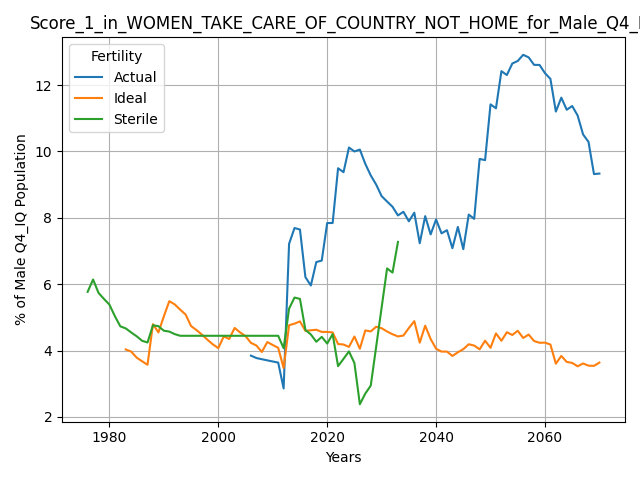 Score_1_in_WOMEN_TAKE_CARE_OF_COUNTRY_NOT_HOME_for_Male_Q4_
Fertility
Actual
Ideal
Sterile
% of Male Q4_IQ Population
12
10
8
6
4
2
1980 2000 2020 2040 2060
Years